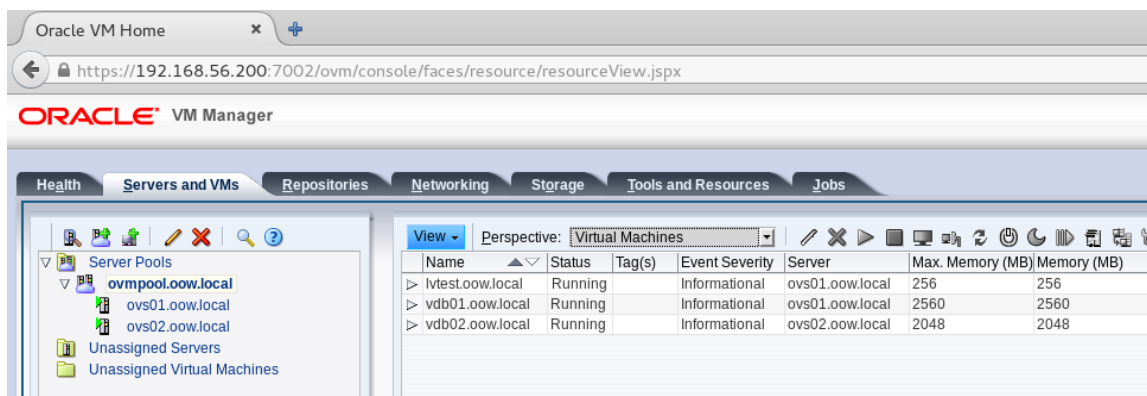 Oracle VM Home
https://192.168.56.200:7002/ovm/console/faces/resource/resourceView.jspx
ORACLE® VM Manager
Health Servers and VMs Repositories Networking Storage Tools and Resources Jobs
View Perspective: Virtual Machines
Server Pools
ovmpool.oow.local
ovs01.oow.local
ovs02.oow.local
Unassigned Servers
Unassigned Virtual Machines
Name Status Tag(s) Event Severity Server Max. Memory (MB) Memory (MB)
lvtest.oow.local Running Informational ovs01.oow.local 256 256
vdb01.oow.local Running Informational ovs01.oow.local 2560 2560
vdb02.oow.local Running Informational ovs02.oow.local 2048 2048